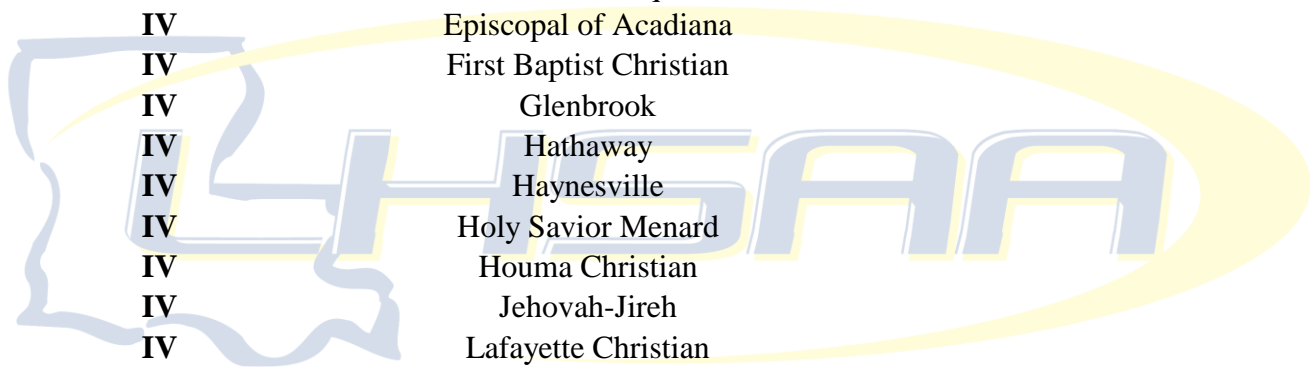 IV Episcopal of Acadiana
IV First Baptist Christian
IV Glenbrook
IV Hathaway
IV Haynesville
IV Holy Savior Menard
IV Houma Christian
IV Jehovah-Jireh
IV Lafayette Christian
LHSAA